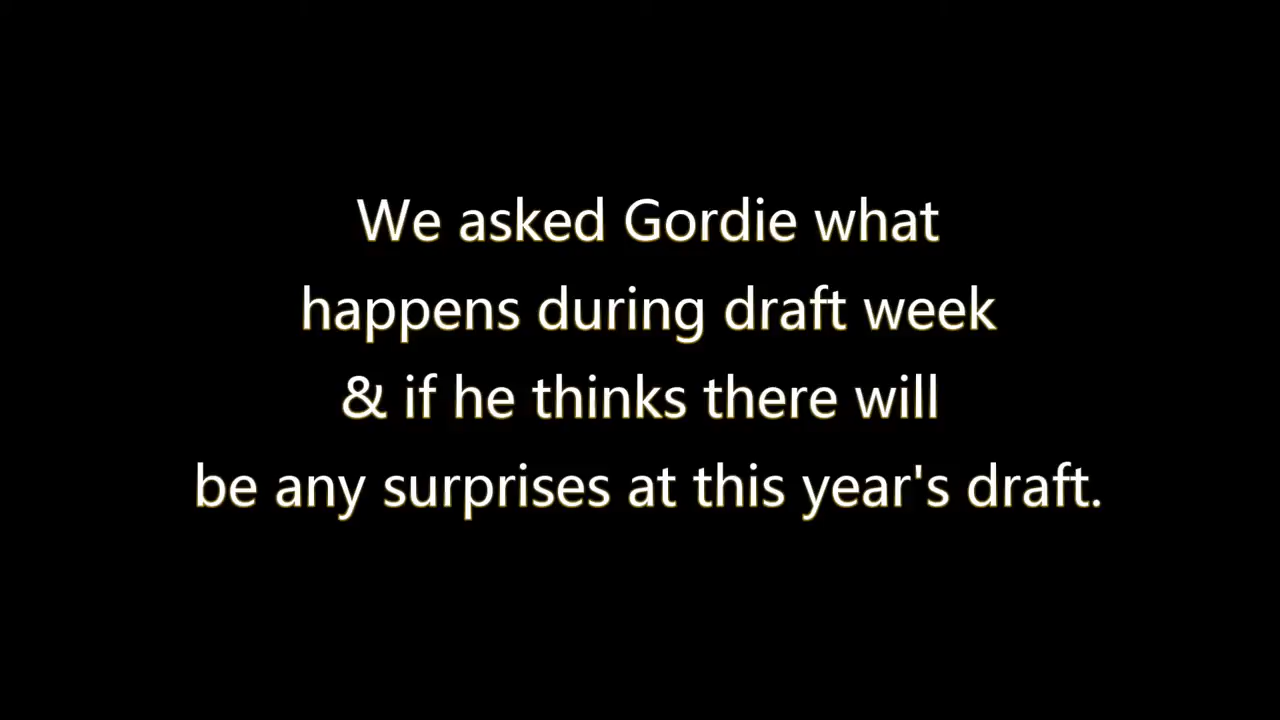 We asked Gordie what
happens during draft week
& if he thinks there will
be any surprises at this year's draft.